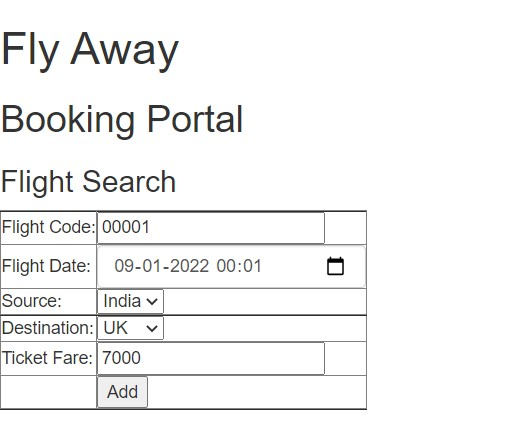 Fly Away
Booking Portal
Flight Search
Flight Code: 00001
Flight Date: 09-01-2022 00:01
Source: India
Destination: UK
Ticket Fare: 7000
Add